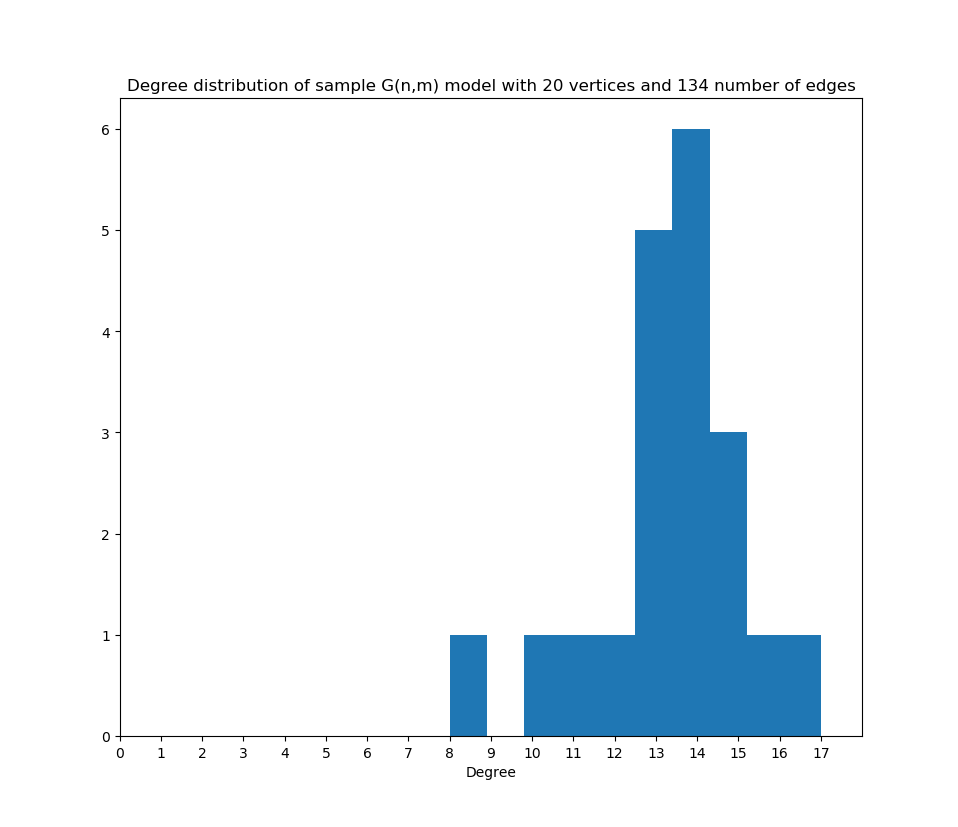 Degree distribution of sample G(n,m) model with 20 vertices and 134 number of edges
6
5
4
3
2
1
0
0 1 2 3 4 5 6 7 8 9 10 11 12 13 14 15 16 17
Degree